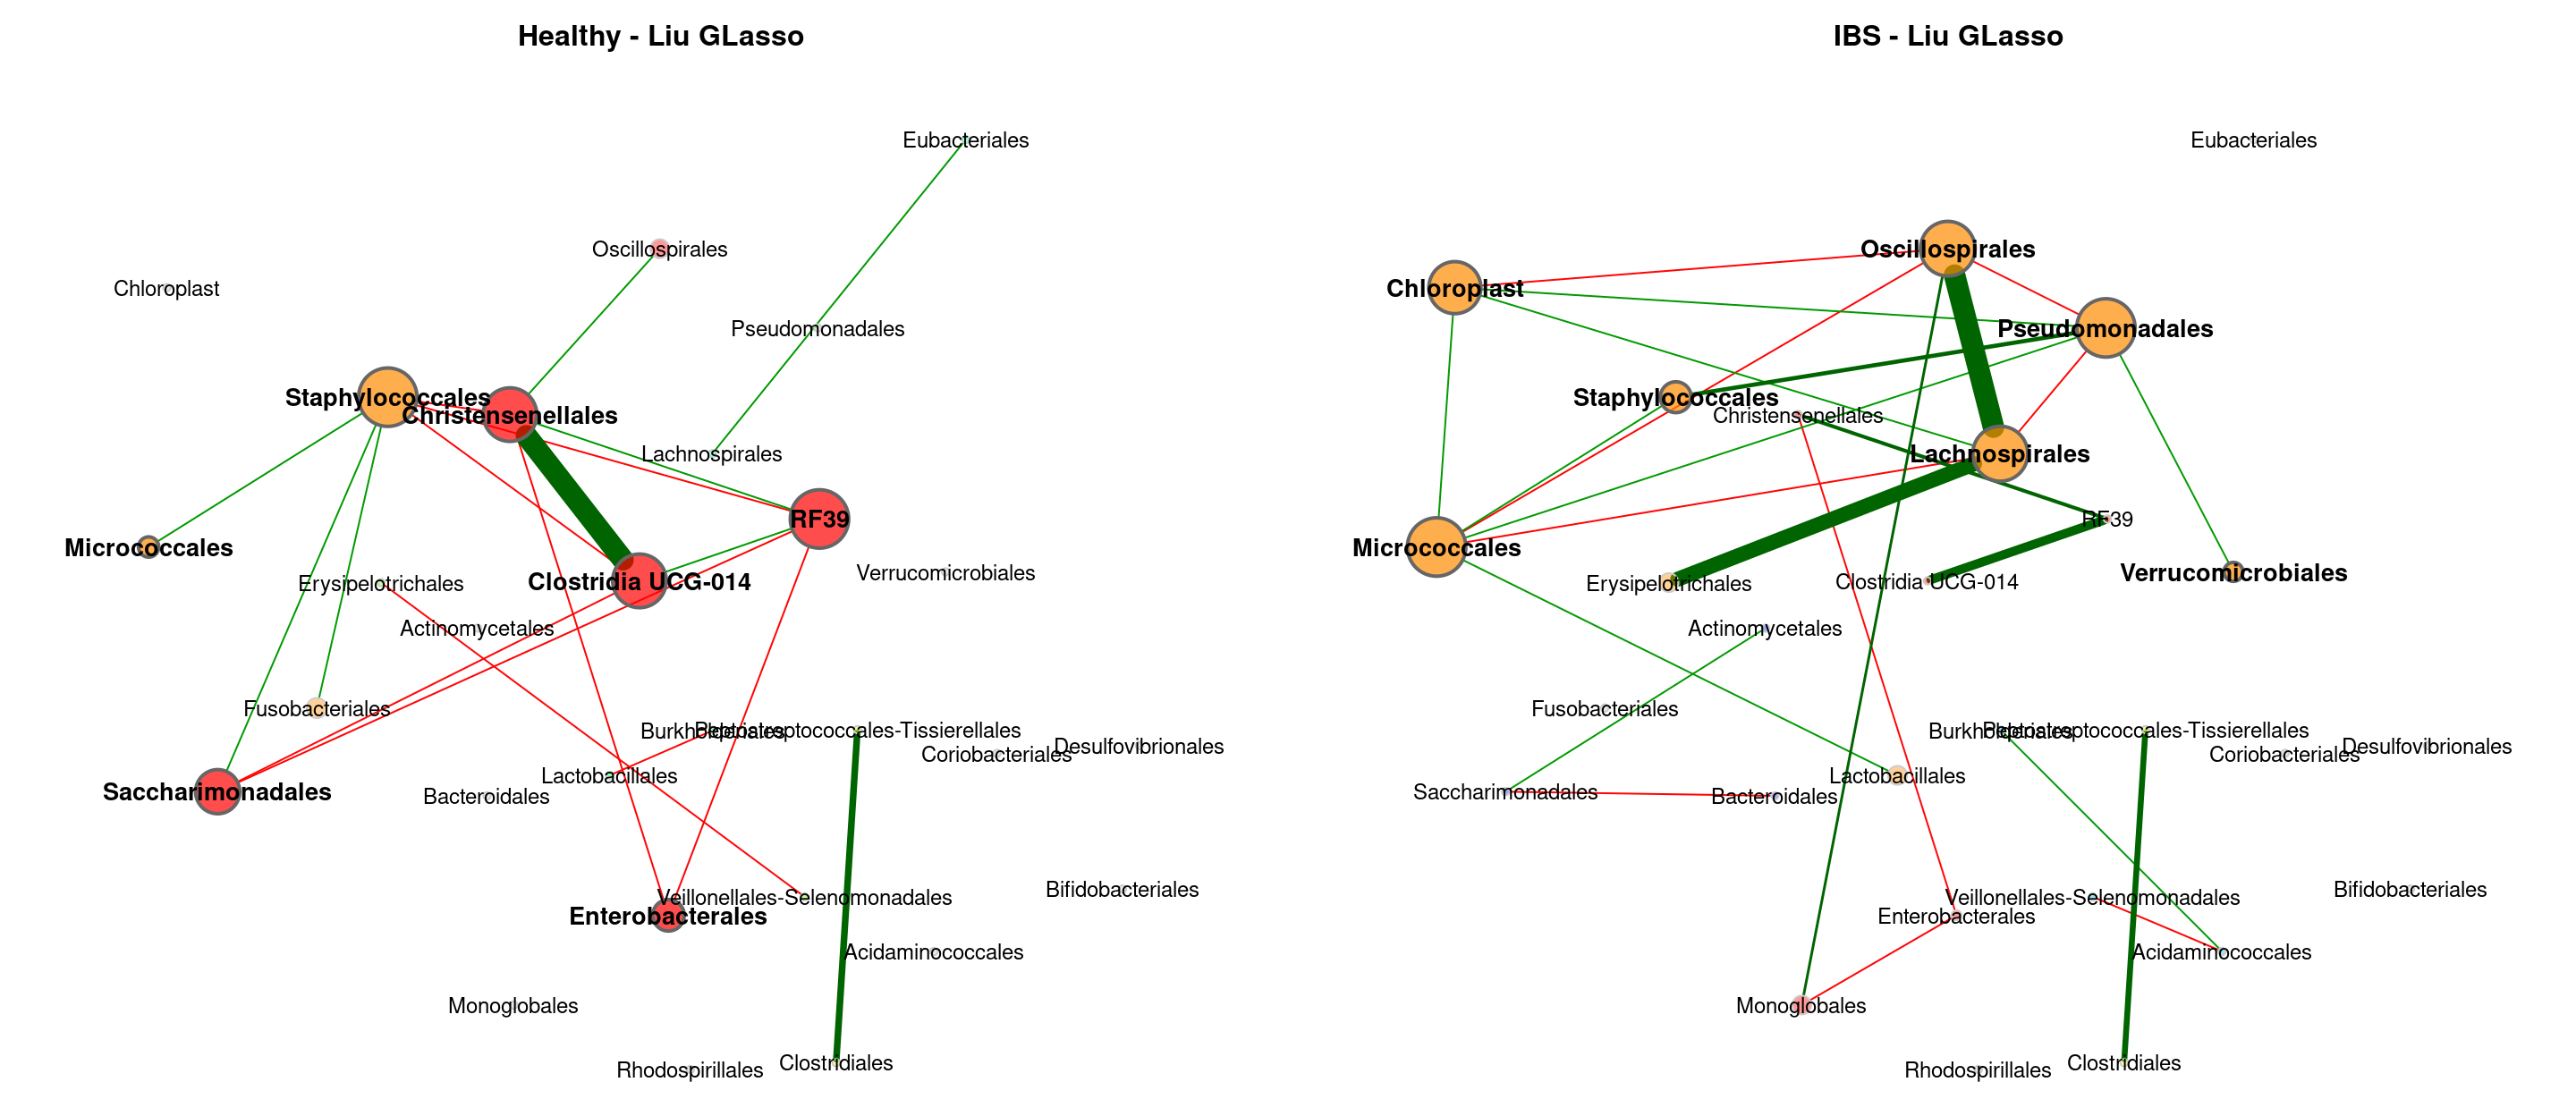 Healthy - Liu GLasso
Eubacteriales
Oscillospirales
Chloroplast
Pseudomonadales
Staphylococcales
Christensenellales
Lachnospirales
RF39
Micrococcales
Verrucomicrobiales
Clostridia UCG-014
Erysipelotrichales
Actinomycetales
Fusobacteriales
Burkholderiales
Peptostreptococcales-Tissierellales
Desulfovibrionales
Coriobacteriales
Lactobacillales
Saccharimonadales
Bacteroidales
Bifidobacteriales
Veillonellales-Selenomonadales
Enterobacterales
Acidaminococcales
Monoglobales
Clostridiales
Rhodospirillales
IBS - Liu GLasso
Eubacteriales
Oscillospirales
Chloroplast
Pseudomonadales
Staphylococcales
Christensenellales
Lachnospirales
RF39
Micrococcales
Verrucomicrobiales
Clostridia UCG-014
Erysipelotrichales
Actinomycetales
Fusobacteriales
Burkholderiales
Peptostreptococcales-Tissierellales
Desulfovibrionales
Coriobacteriales
Lactobacillales
Saccharimonadales
Bacteroidales
Bifidobacteriales
Veillonellales-Selenomonadales
Enterobacterales
Acidaminococcales
Monoglobales
Clostridiales
Rhodospirillales